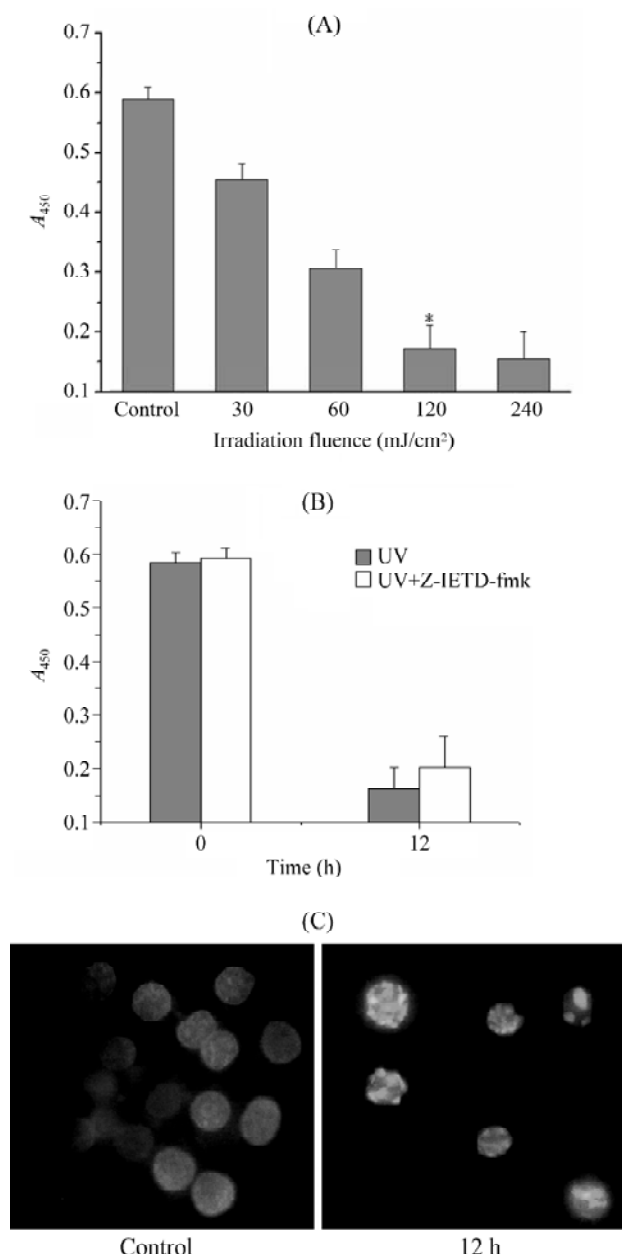 (A)
0.7
0.6
0.5
0.4
0.3
0.2
0.1
A450
*
Control 30 60 120 240
Irradiation fluence (mJ/cm²)
(B)
0.7
0.6
0.5
0.4
0.3
0.2
0.1
A450
UV
UV+Z-IETD-fmk
0 12
Time (h)
(C)
Control 12 h